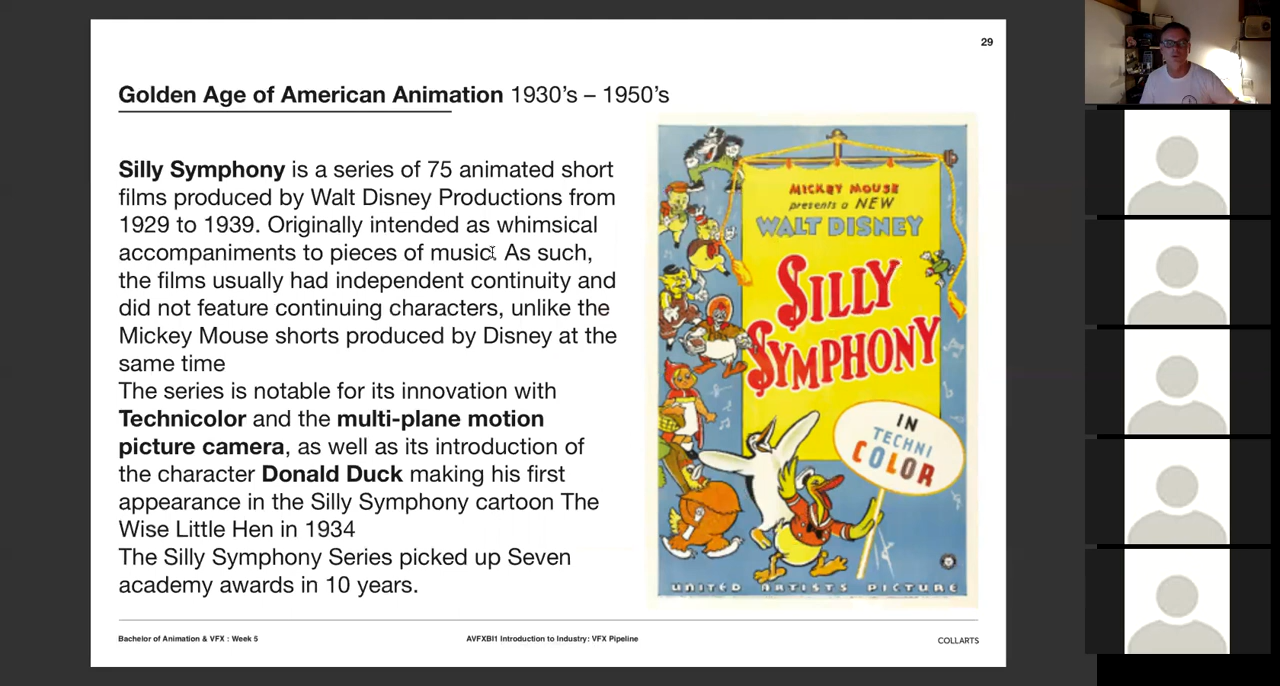 29
Golden Age of American Animation 1930’s – 1950’s
Silly Symphony is a series of 75 animated short
films produced by Walt Disney Productions from
1929 to 1939. Originally intended as whimsical
accompaniments to pieces of music. As such,
the films usually had independent continuity and
did not feature continuing characters, unlike the
Mickey Mouse shorts produced by Disney at the
same time
The series is notable for its innovation with
Technicolor and the multi-plane motion
picture camera, as well as its introduction of
the character Donald Duck making his first
appearance in the Silly Symphony cartoon The
Wise Little Hen in 1934
The Silly Symphony Series picked up Seven
academy awards in 10 years.
MICKEY MOUSE
presents a NEW
WALT DISNEY
SILLY
SYMPHONY
IN
TECHNI
COLOR
UNITED ARTISTS PICTURE
Bachelor of Animation & VFX : Week 5
AVFXBI1 Introduction to Industry: VFX Pipeline
COLLARTS